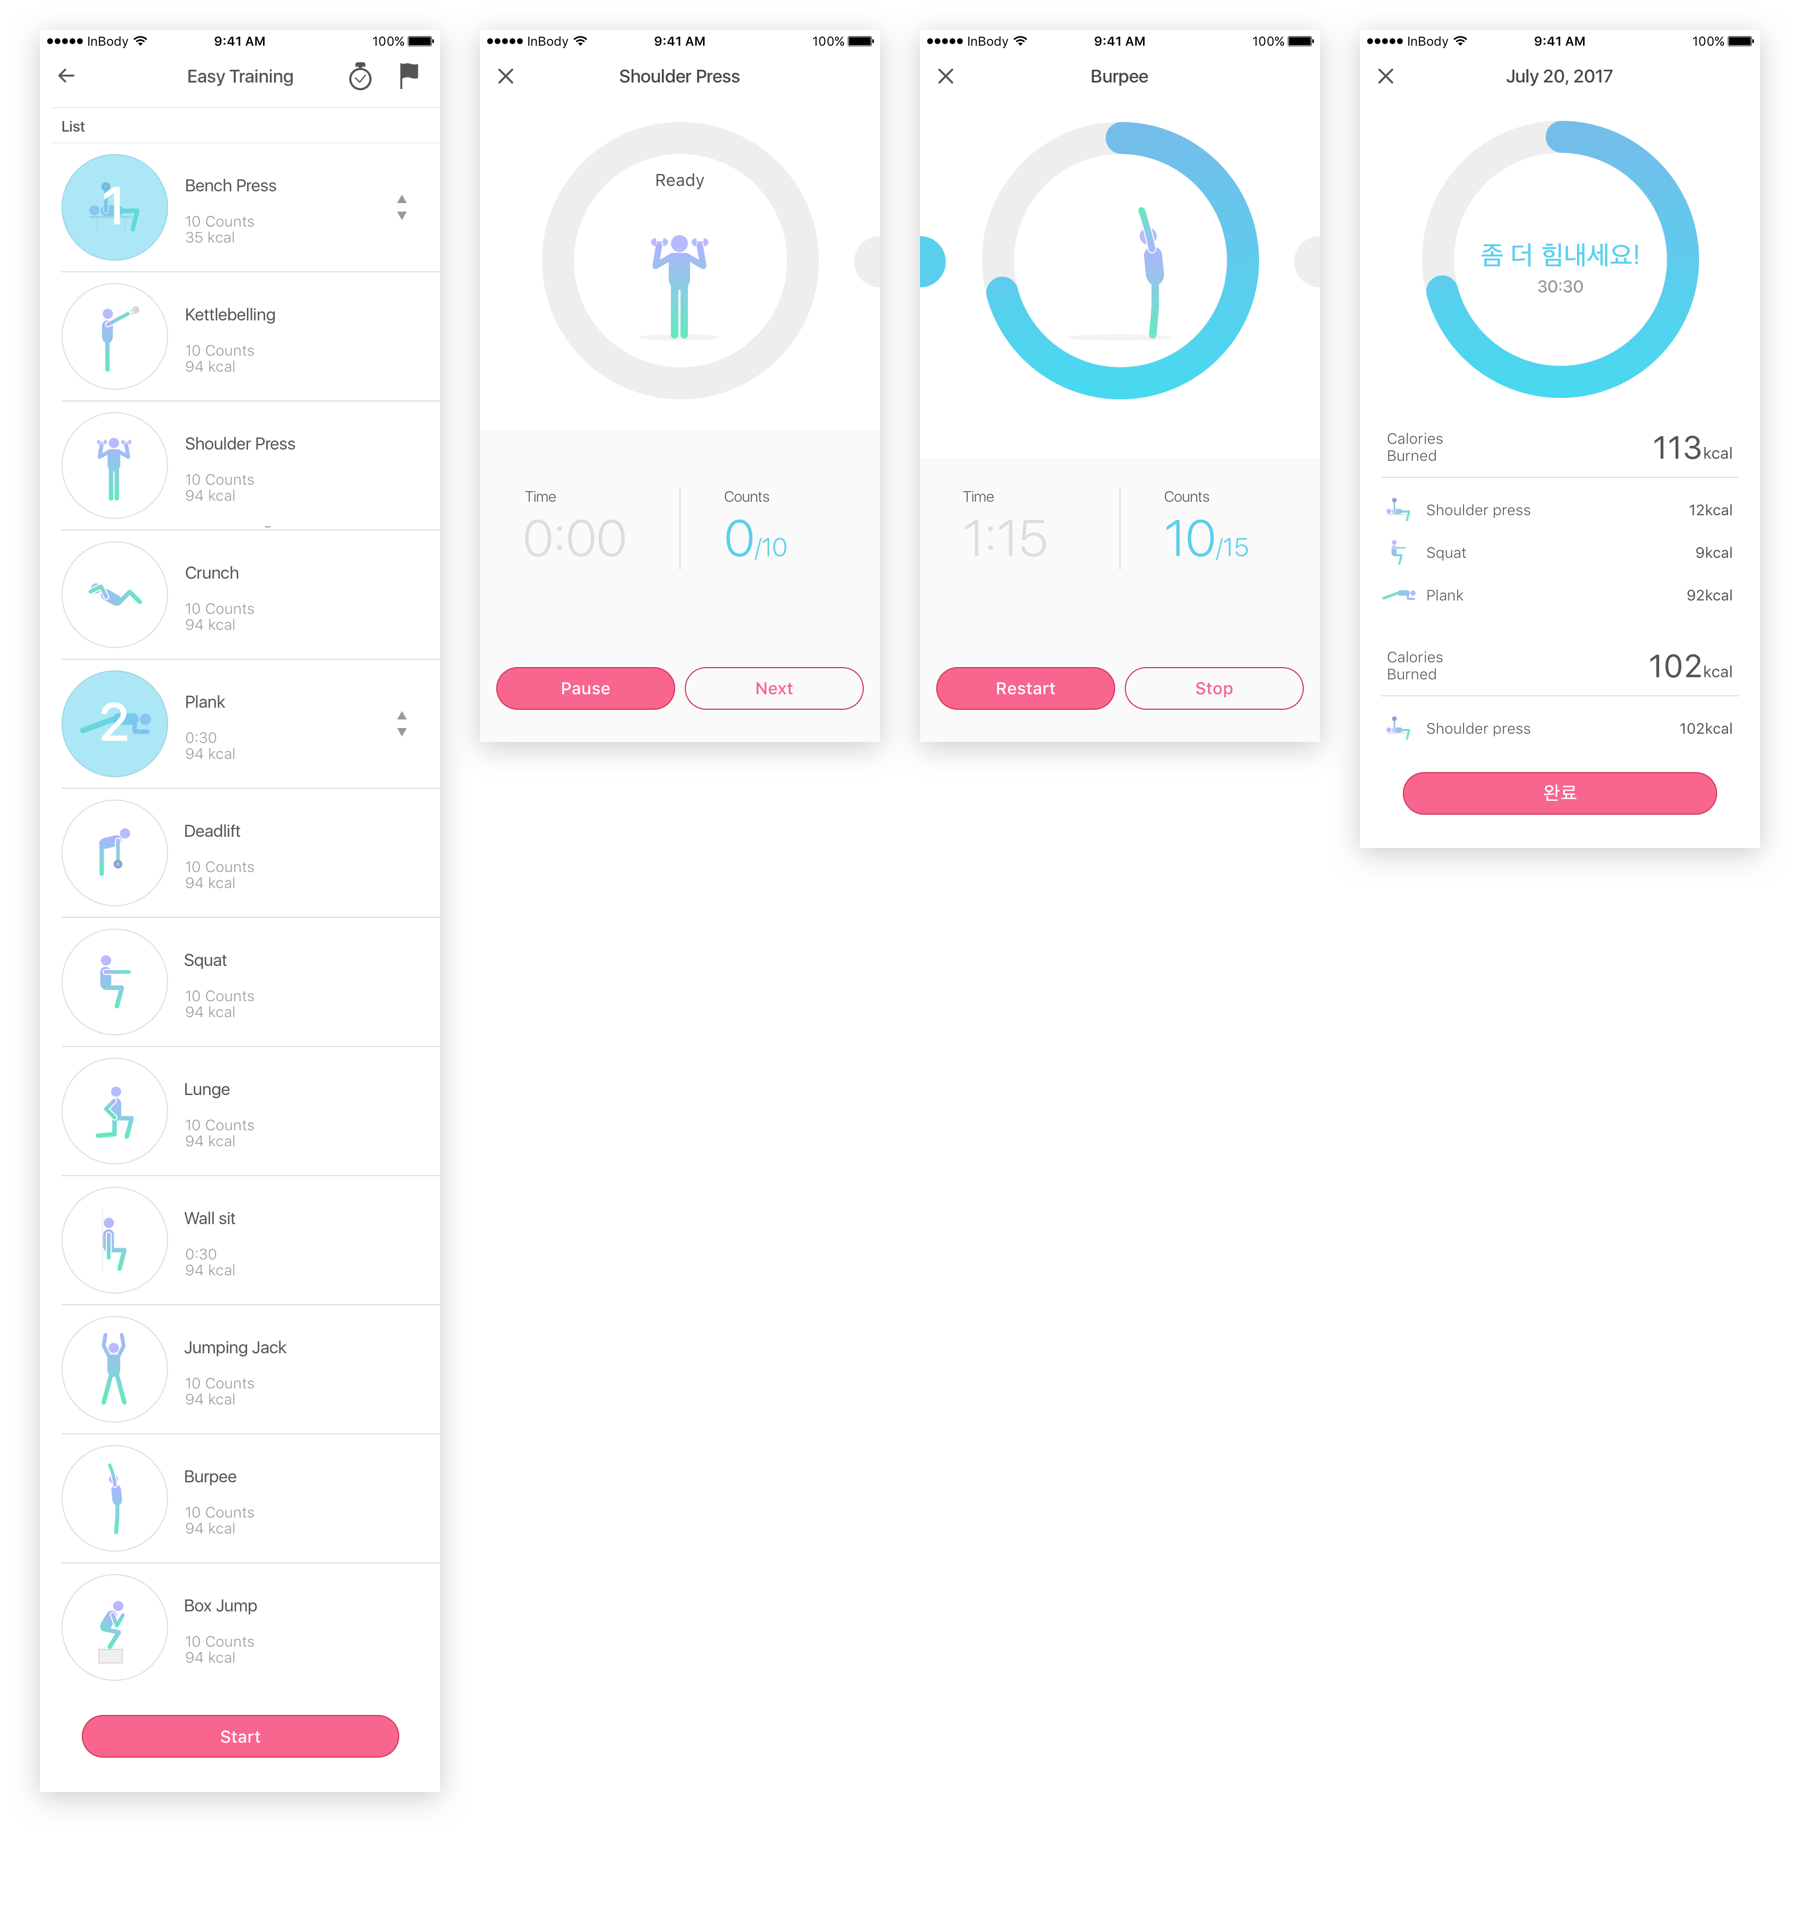 InBody 9:41 AM 100%
Easy Training
List
1
Bench Press
10 Counts
35 kcal
Kettlebelling
10 Counts
94 kcal
Shoulder Press
10 Counts
94 kcal
Crunch
10 Counts
94 kcal
2
Plank
0:30
94 kcal
Deadlift
10 Counts
94 kcal
Squat
10 Counts
94 kcal
Lunge
10 Counts
94 kcal
Wall sit
0:30
94 kcal
Jumping Jack
10 Counts
94 kcal
Burpee
10 Counts
94 kcal
Box Jump
10 Counts
94 kcal
Start
InBody 9:41 AM 100%
Shoulder Press
Ready
Time Counts
0:00 0/10
Pause Next
InBody 9:41 AM 100%
Burpee
Time Counts
1:15 10/15
Restart Stop
InBody 9:41 AM 100%
July 20, 2017
좀 더 힘내세요!
30:30
Calories
Burned 113kcal
Shoulder press 12kcal
Squat 9kcal
Plank 92kcal
Calories
Burned 102kcal
Shoulder press 102kcal
완료